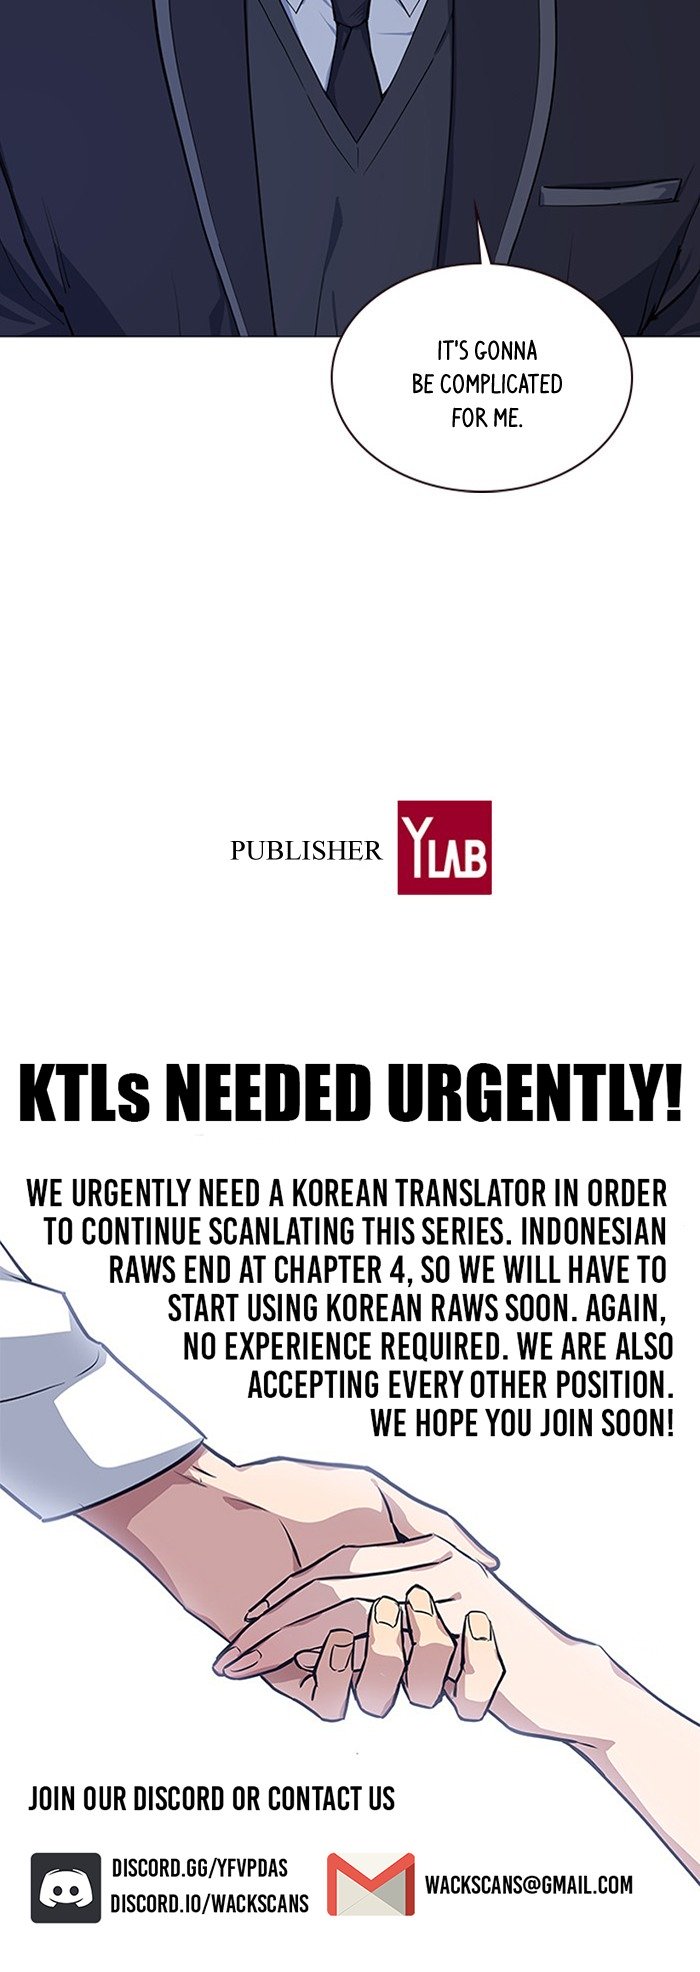 IT'S GONNA
BE COMPLICATED
FOR ME.
PUBLISHER YLAB
KTLs NEEDED URGENTLY!
WE URGENTLY NEED A KOREAN TRANSLATOR IN ORDER
TO CONTINUE SCANLATING THIS SERIES. INDONESIAN
RAWS END AT CHAPTER 4, SO WE WILL HAVE TO
START USING KOREAN RAWS SOON. AGAIN,
NO EXPERIENCE REQUIRED. WE ARE ALSO
ACCEPTING EVERY OTHER POSITION.
WE HOPE YOU JOIN SOON!
JOIN OUR DISCORD OR CONTACT US
DISCORD.GG/YFVPDAS
DISCORD.IO/WACKSCANS
WACKSCANS@GMAIL.COM